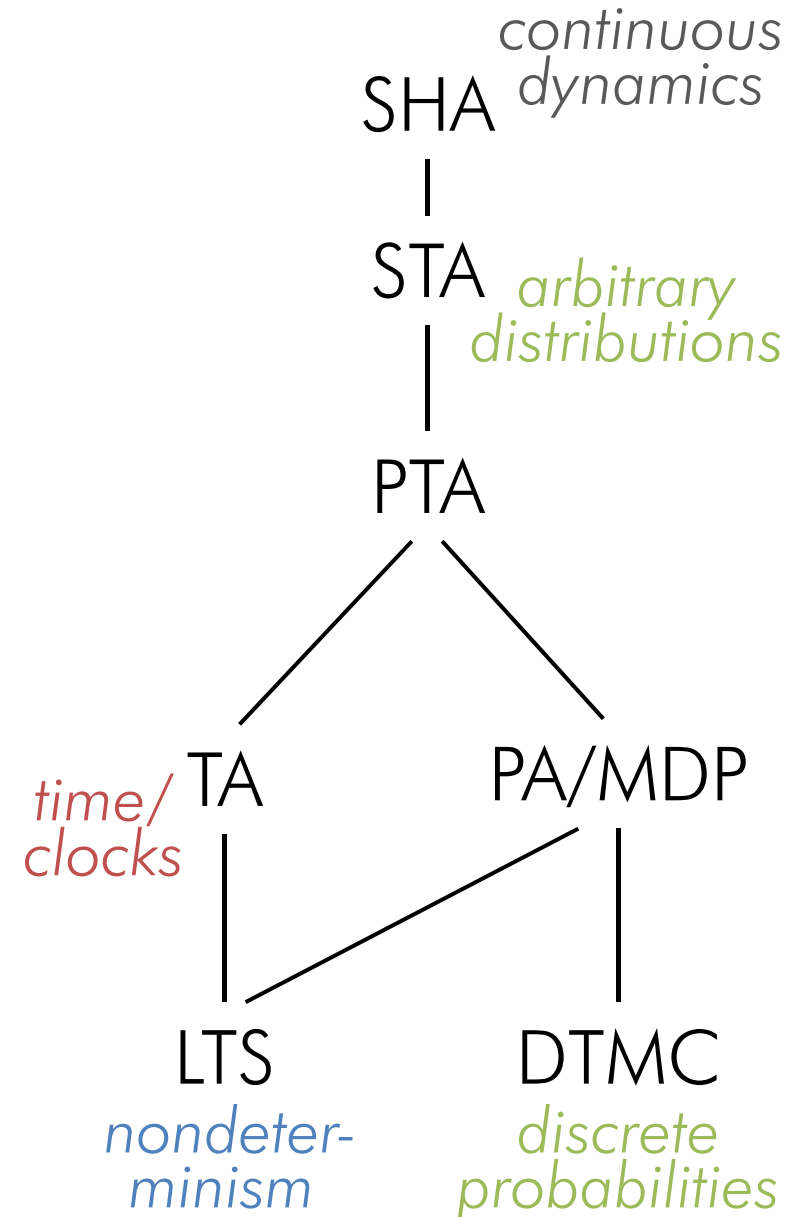 continuous
dynamics
SHA
STA
arbitrary
distributions
PTA
TA
PA/MDP
time/
clocks
LTS
DTMC
nondeter-
minism
discrete
probabilities